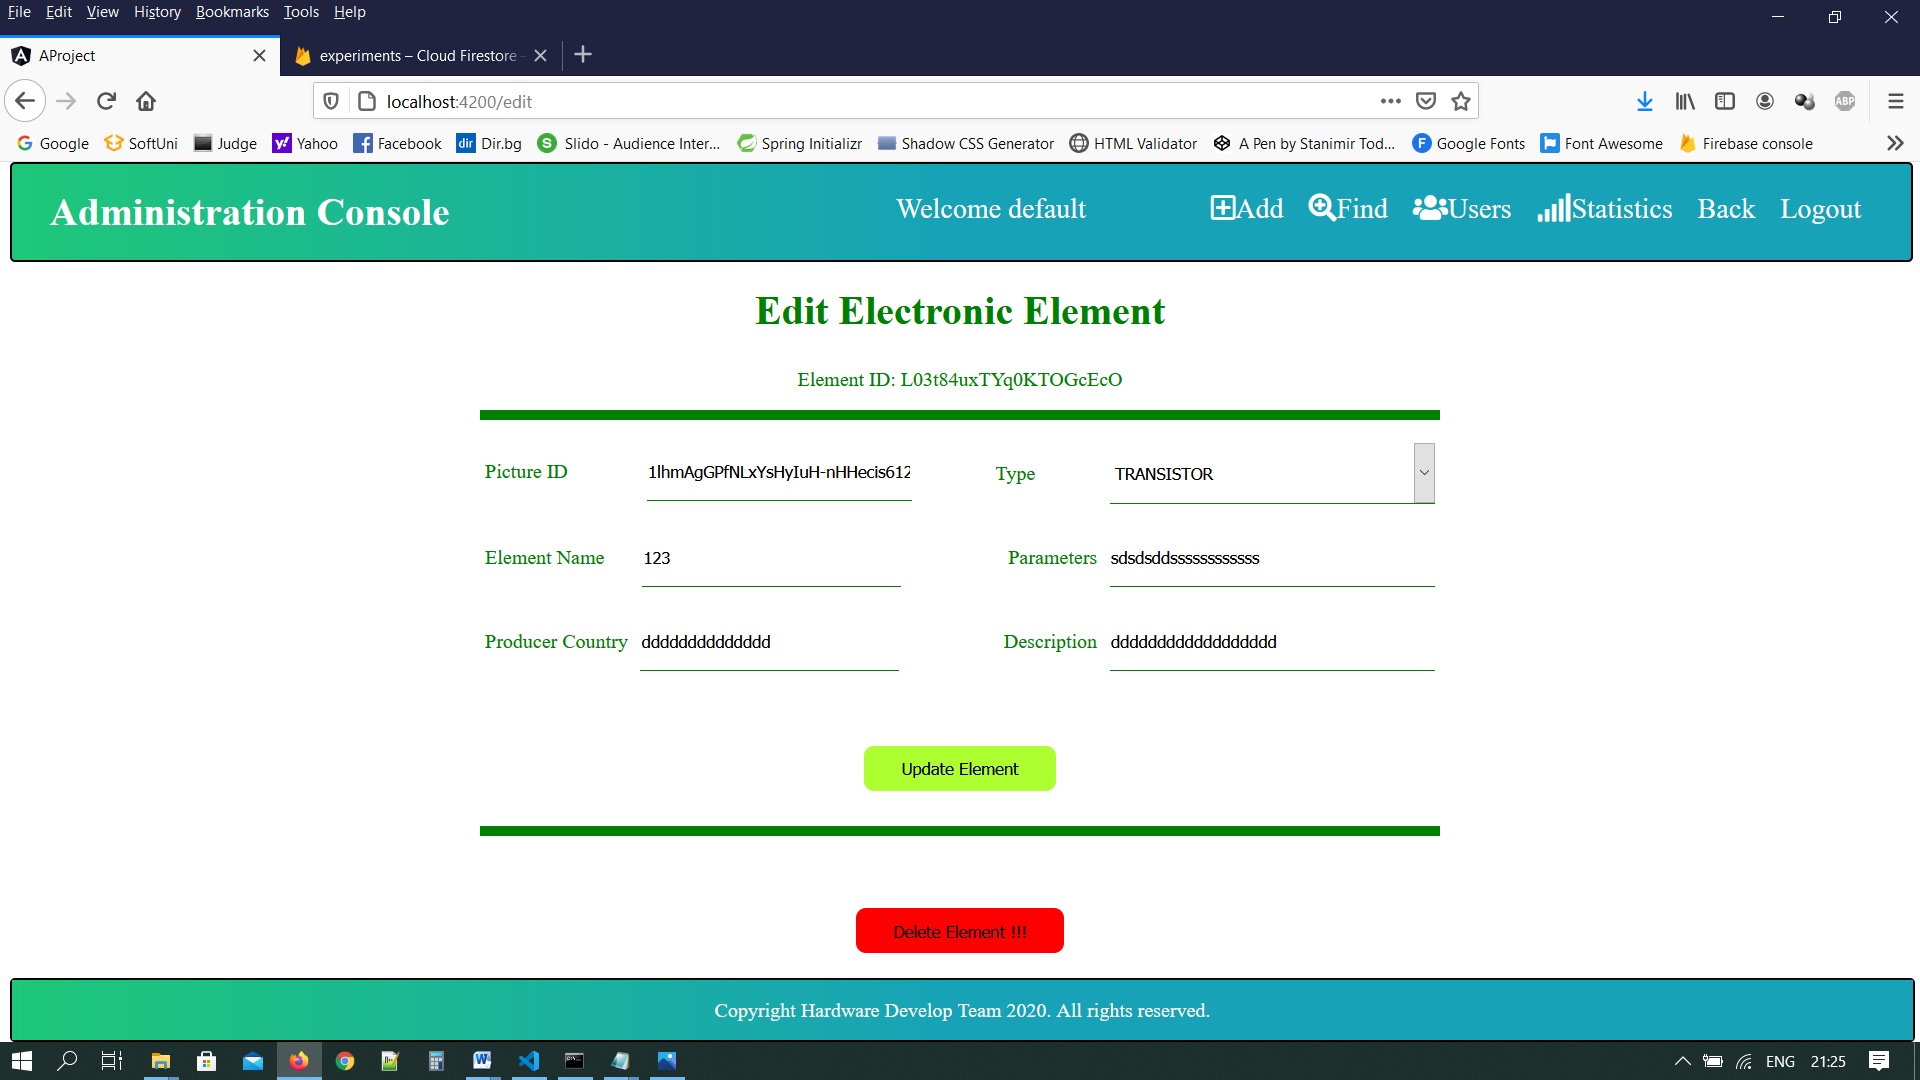 File Edit View History Bookmarks Tools Help
AProject
experiments – Cloud Firestore -
localhost:4200/edit
ABP
Google SoftUni Judge Yahoo Facebook dir Dir.bg S Slido - Audience Inter... Spring Initializr Shadow CSS Generator HTML Validator A Pen by Stanimir Tod... F Google Fonts Font Awesome Firebase console
Administration Console Welcome default Add Find Users Statistics Back Logout
Edit Electronic Element
Element ID: L03t84uxTYq0KTOGcEcO
Picture ID 1lhmAgGPfNLxYsHyIuH-nHHecis612 Type TRANSISTOR
Element Name 123 Parameters sdsdsddssssssssssss
Producer Country dddddddddddddd Description dddddddddddddddddd
Update Element
Delete Element !!!
Copyright Hardware Develop Team 2020. All rights reserved.
ENG 21:25